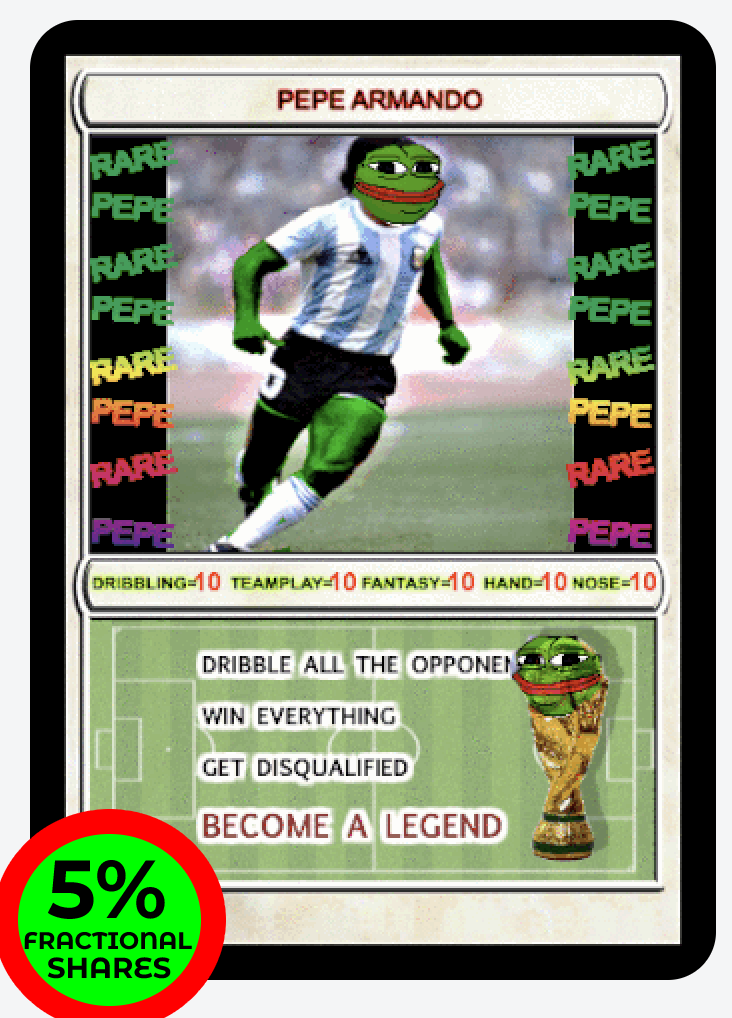 PEPE ARMANDO
RARE RARE
PEPE PEPE
RARE RARE
PEPE PEPE
RARE RARE
PEPE PEPE
RARE RARE
PEPE PEPE
DRIBBLING=10 TEAMPLAY=10 FANTASY=10 HAND=10 NOSE=10
DRIBBLE ALL THE OPPONEN
WIN EVERYTHING
GET DISQUALIFIED
BECOME A LEGEND
5%
FRACTIONAL
SHARES